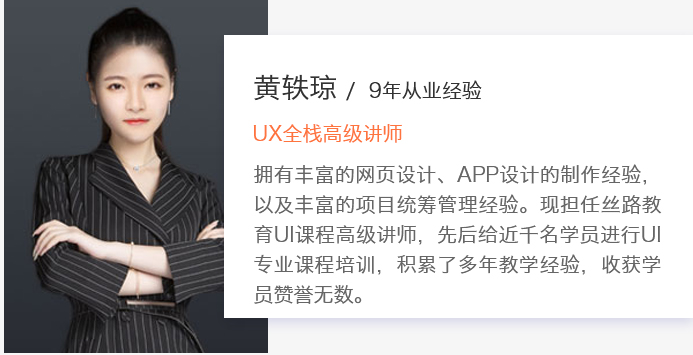 黄轶琼 / 9年从业经验
UX全栈高级讲师
拥有丰富的网页设计、APP设计的制作经验，
以及丰富的项目统筹管理经验。现担任丝路教
育UI课程高级讲师，先后给近千名学员进行UI
专业课程培训，积累了多年教学经验，收获学
员赞誉无数。